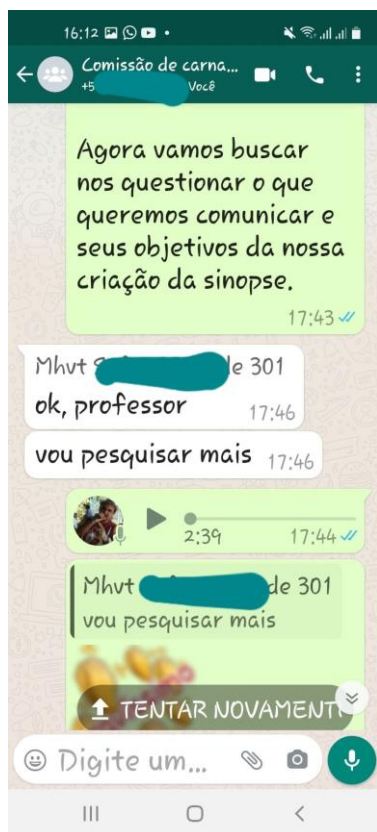 16:12
Comissão de carna...
+5 Você
Agora vamos buscar
nos questionar o que
queremos comunicar e
seus objetivos da nossa
criação da sinopse.
17:43
Mhvt e 301
ok, professor 17:46
vou pesquisar mais 17:46
2:39 17:44
Mhvt de 301
vou pesquisar mais
TENTAR NOVAMENT
Digite um...